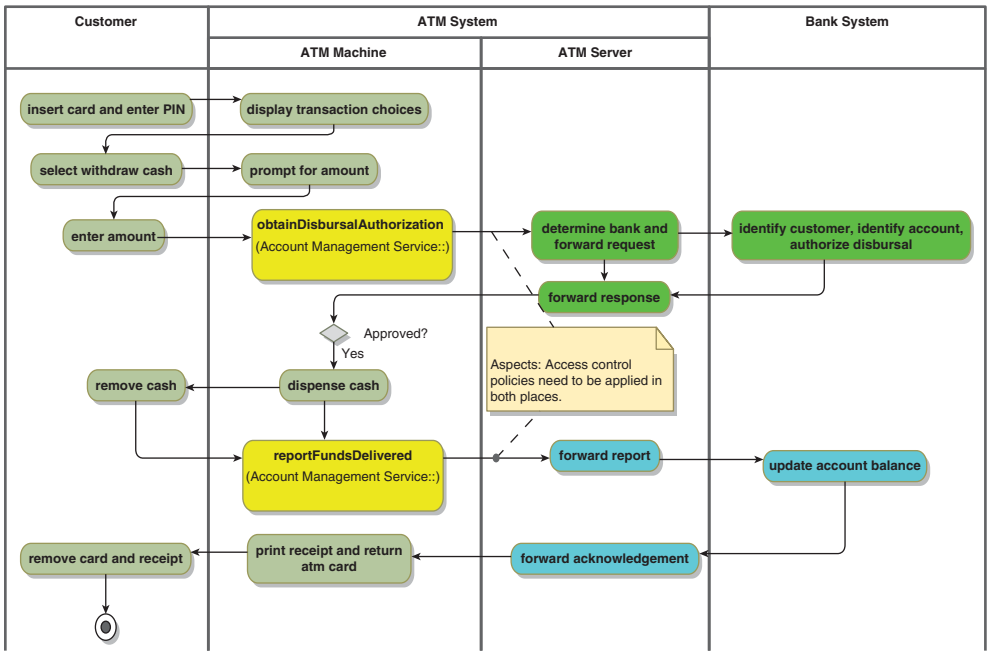 Customer
ATM System
Bank System
ATM Machine
ATM Server
insert card and enter PIN
display transaction choices
select withdraw cash
prompt for amount
enter amount
obtainDisbursalAuthorization
(Account Management Service::)
determine bank and
forward request
identify customer, identify account,
authorize disbursal
forward response
Approved?
Yes
Aspects: Access control
policies need to be applied in
both places.
remove cash
dispense cash
reportFundsDelivered
(Account Management Service::)
forward report
update account balance
remove card and receipt
print receipt and return
atm card
forward acknowledgement